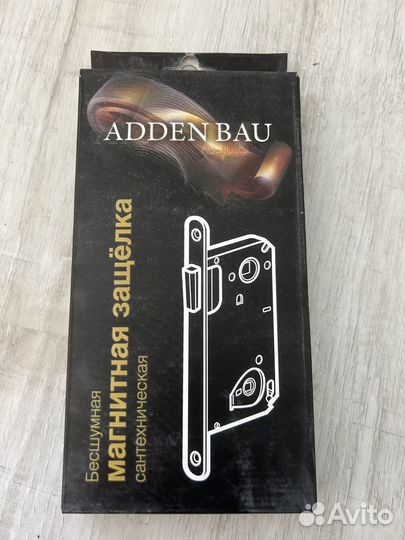 ADDEN BAU
Бесшумная
магнитная защёлка
сантехническая
Avito